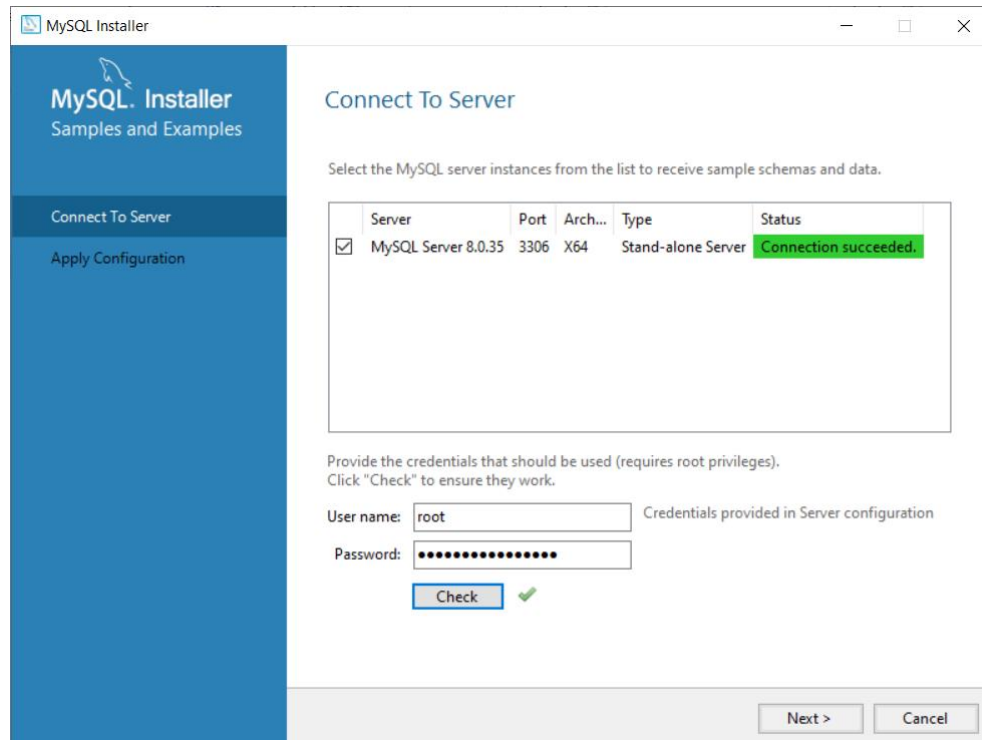 MySQL Installer
MySQL. Installer
Samples and Examples
Connect To Server
Apply Configuration
Connect To Server
Select the MySQL server instances from the list to receive sample schemas and data.
Server Port Arch... Type Status
MySQL Server 8.0.35 3306 X64 Stand-alone Server Connection succeeded.
Provide the credentials that should be used (requires root privileges).
Click "Check" to ensure they work.
User name: root Credentials provided in Server configuration
Password: ••••••••••••••••
Check
Next > Cancel